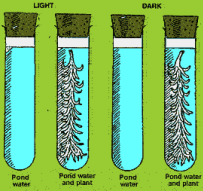 LIGHT
DARK
Pond
water
Pond water
and plant
Pond
water
Pond water
and plant